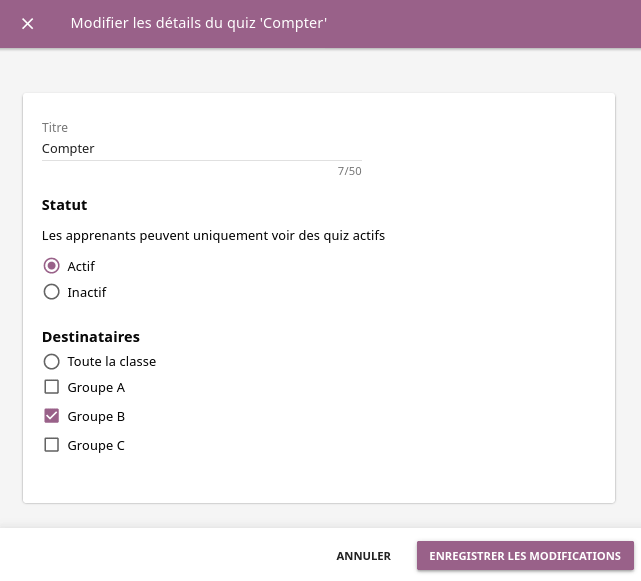 Modifier les détails du quiz 'Compter'
Titre
Compter
7/50
Statut
Les apprenants peuvent uniquement voir des quiz actifs
Actif
Inactif
Destinataires
Toute la classe
Groupe A
Groupe B
Groupe C
ANNULER
ENREGISTRER LES MODIFICATIONS